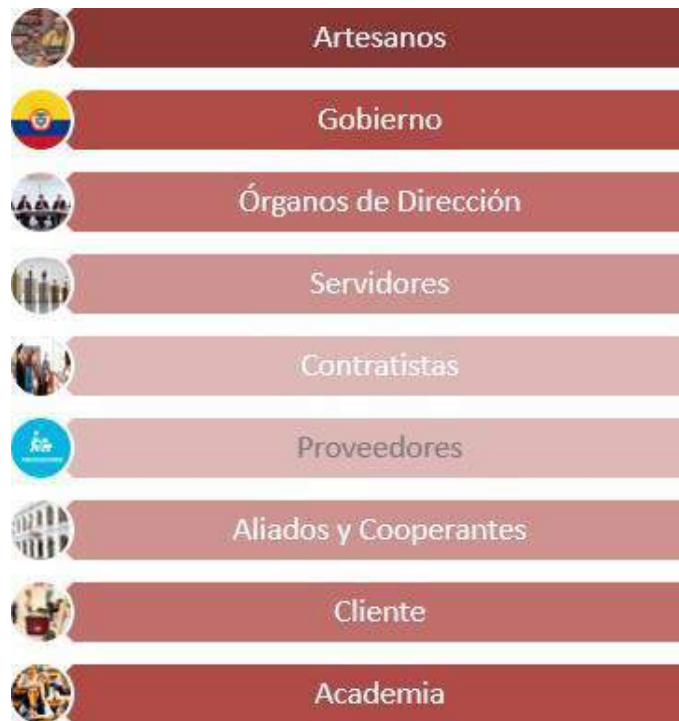 Artesanos
Gobierno
Órganos de Dirección
Servidores
Contratistas
Proveedores
Aliados y Cooperantes
Cliente
Academia